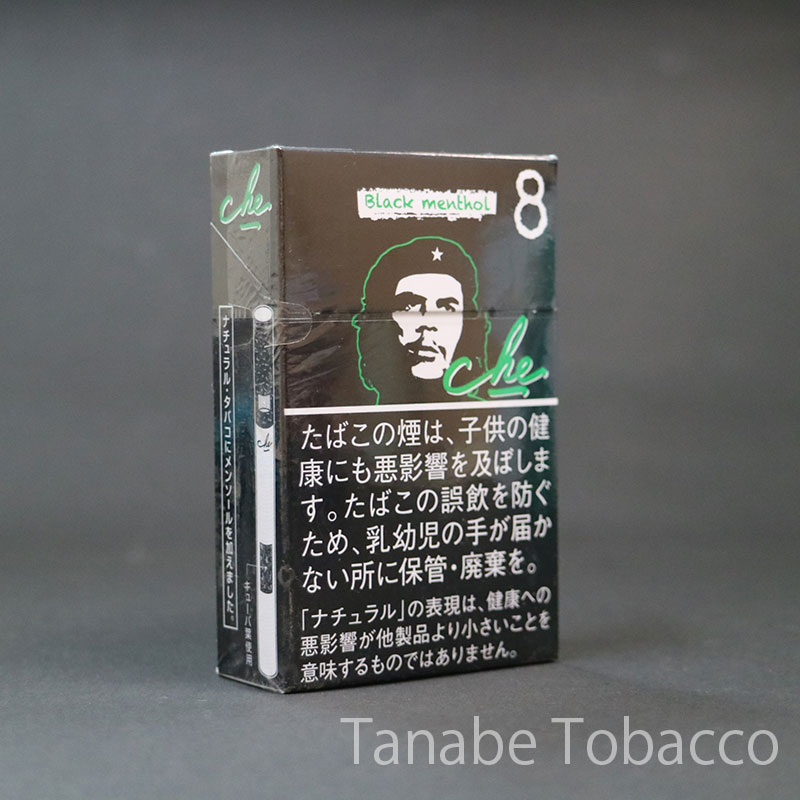 che
Black menthol
8
che
たばこの煙は、子供の健
康にも悪影響を及ぼしま
す。たばこの誤飲を防ぐ
ため、乳幼児の手が届か
ない所に保管・廃棄を。
「ナチュラル」の表現は、健康への
悪影響が他製品より小さいことを
意味するものではありません。
ナチュラル・タバコにメンソールを加えました。
che
キューバ葉使用
Tanabe Tobacco